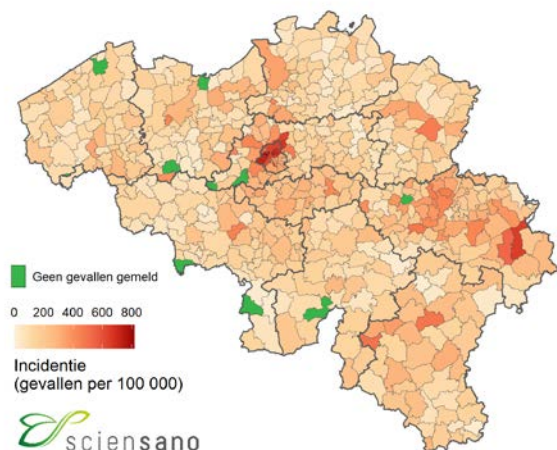 Geen gevallen gemeld
0 200 400 600 800
Incidentie
(gevallen per 100 000)
sciensano